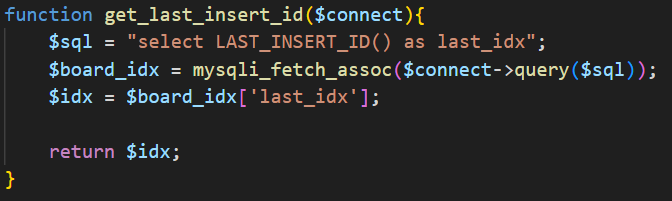 function get_last_insert_id($connect){
    $sql = "select LAST_INSERT_ID() as last_idx";
    $board_idx = mysqli_fetch_assoc($connect->query($sql));
    $idx = $board_idx['last_idx'];

    return $idx;
}